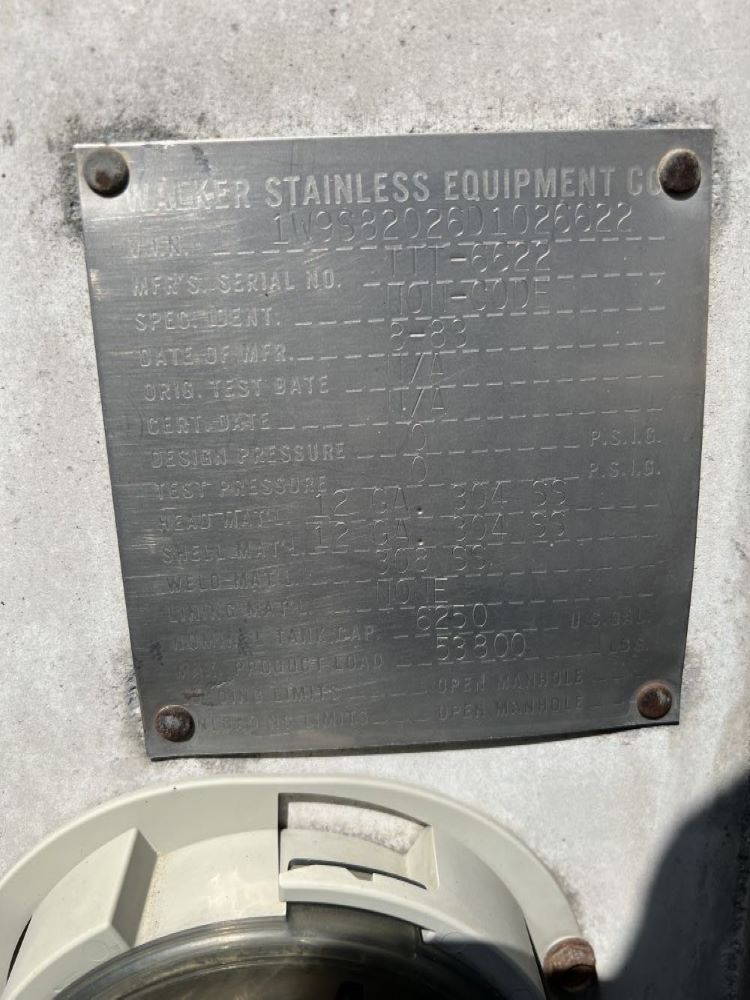 WALKER STAINLESS EQUIPMENT CO
V.I.N. 1W9S82026D1026622
MFR'S. SERIAL NO. TTT-6622
SPEC. IDENT. NON-CODE
DATE OF MFR. 8-83
ORIG. TEST DATE N/A
CERT. DATE N/A
DESIGN PRESSURE 0 P.S.I.G.
TEST PRESSURE 0 P.S.I.G.
HEAD MAT'L. 12 GA. 304 SS
SHELL MAT'L. 12 GA. 304 SS
WELD MAT'L. 308 SS
LINING MAT'L. NONE
NOMINAL TANK CAP. 6250 U.S. GAL.
MAX. PRODUCT LOAD 53800 LBS.
LOADING LIMITS OPEN MANHOLE
UNLOADING LIMITS OPEN MANHOLE